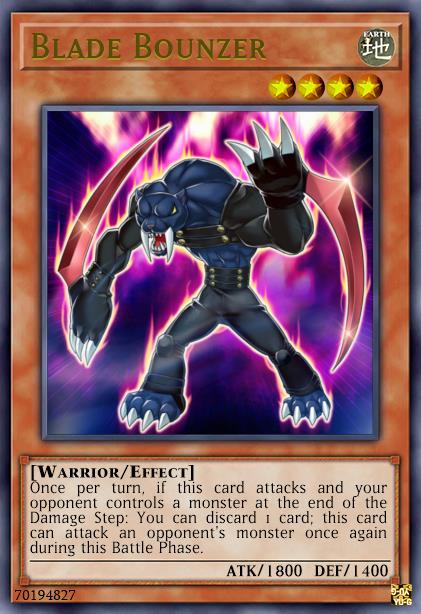 BLADE BOUNZER
EARTH
地
[WARRIOR/EFFECT]
Once per turn, if this card attacks and your
opponent controls a monster at the end of the
Damage Step: You can discard 1 card; this card
can attack an opponent's monster once again
during this Battle Phase.
ATK/1800 DEF/1400
70194827